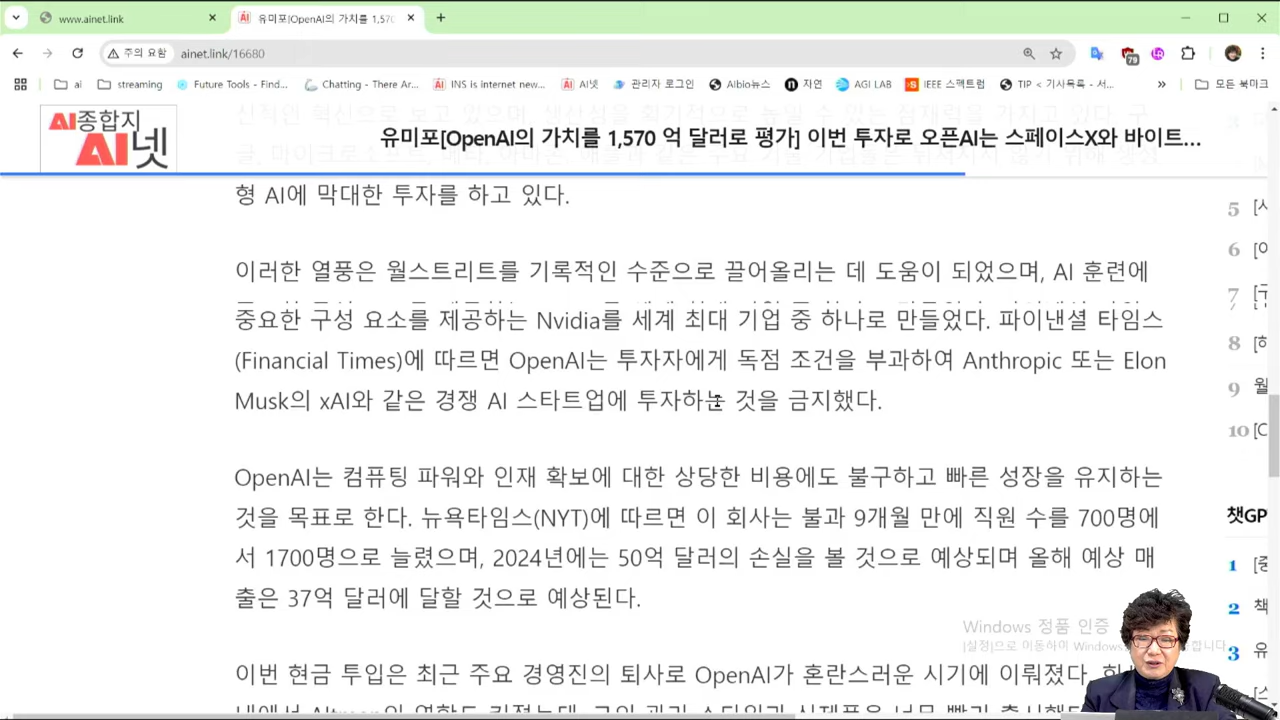 www.ainet.link
유미포[OpenAI의 가치를 1,570
주의 요함
ainet.link/16680
79
ai
streaming
Future Tools - Find...
Chatting - There Ar...
INS is internet new...
AI넷
관리자 로그인
Aibio뉴스
자연
AGI LAB
IEEE 스펙트럼
TIP < 기사목록 - 서...
»
모든 북마크
AI종합지
AI넷
유미포[OpenAI의 가치를 1,570 억 달러로 평가] 이번 투자로 오픈AI는 스페이스X와 바이트...
형 AI에 막대한 투자를 하고 있다.
이러한 열풍은 월스트리트를 기록적인 수준으로 끌어올리는 데 도움이 되었으며, AI 훈련에
중요한 구성 요소를 제공하는 Nvidia를 세계 최대 기업 중 하나로 만들었다. 파이낸셜 타임스
(Financial Times)에 따르면 OpenAI는 투자자에게 독점 조건을 부과하여 Anthropic 또는 Elon
Musk의 xAI와 같은 경쟁 AI 스타트업에 투자하는 것을 금지했다.
OpenAI는 컴퓨팅 파워와 인재 확보에 대한 상당한 비용에도 불구하고 빠른 성장을 유지하는
것을 목표로 한다. 뉴욕타임스(NYT)에 따르면 이 회사는 불과 9개월 만에 직원 수를 700명에
서 1700명으로 늘렸으며, 2024년에는 50억 달러의 손실을 볼 것으로 예상되며 올해 예상 매
출은 37억 달러에 달할 것으로 예상된다.
이번 현금 투입은 최근 주요 경영진의 퇴사로 OpenAI가 혼란스러운 시기에 이뤄졌다.
5
6
7
8
9 월
10
챗GP
1
2 책
3 유
Windows 정품 인증
[설정]으로 이동하여 Windows